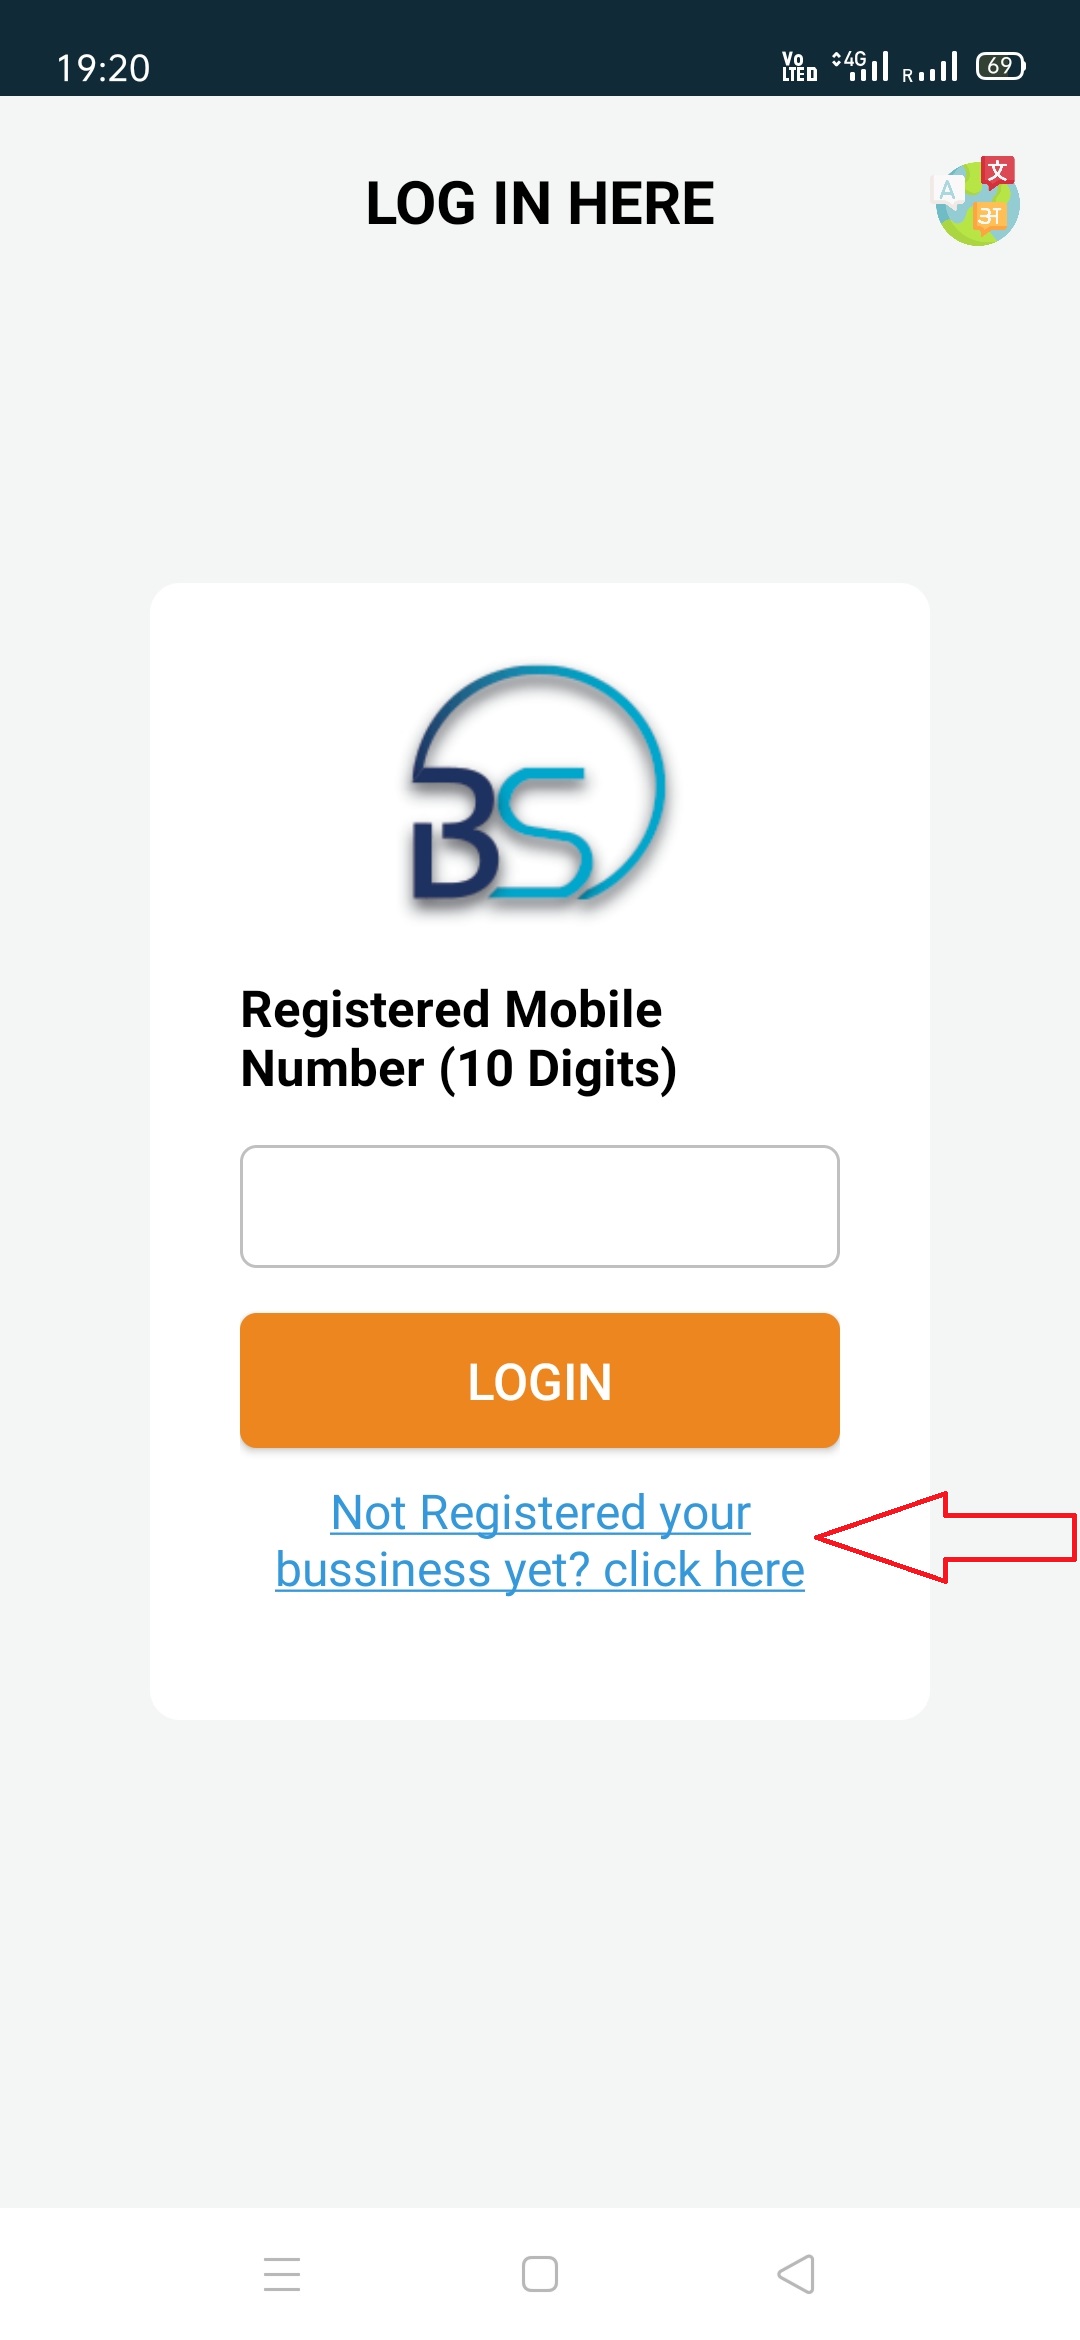 19:20
Vo
LTE D
4G
R
69
LOG IN HERE
A
文
अ
BS
Registered Mobile
Number (10 Digits)
LOGIN
Not Registered your
bussiness yet? click here